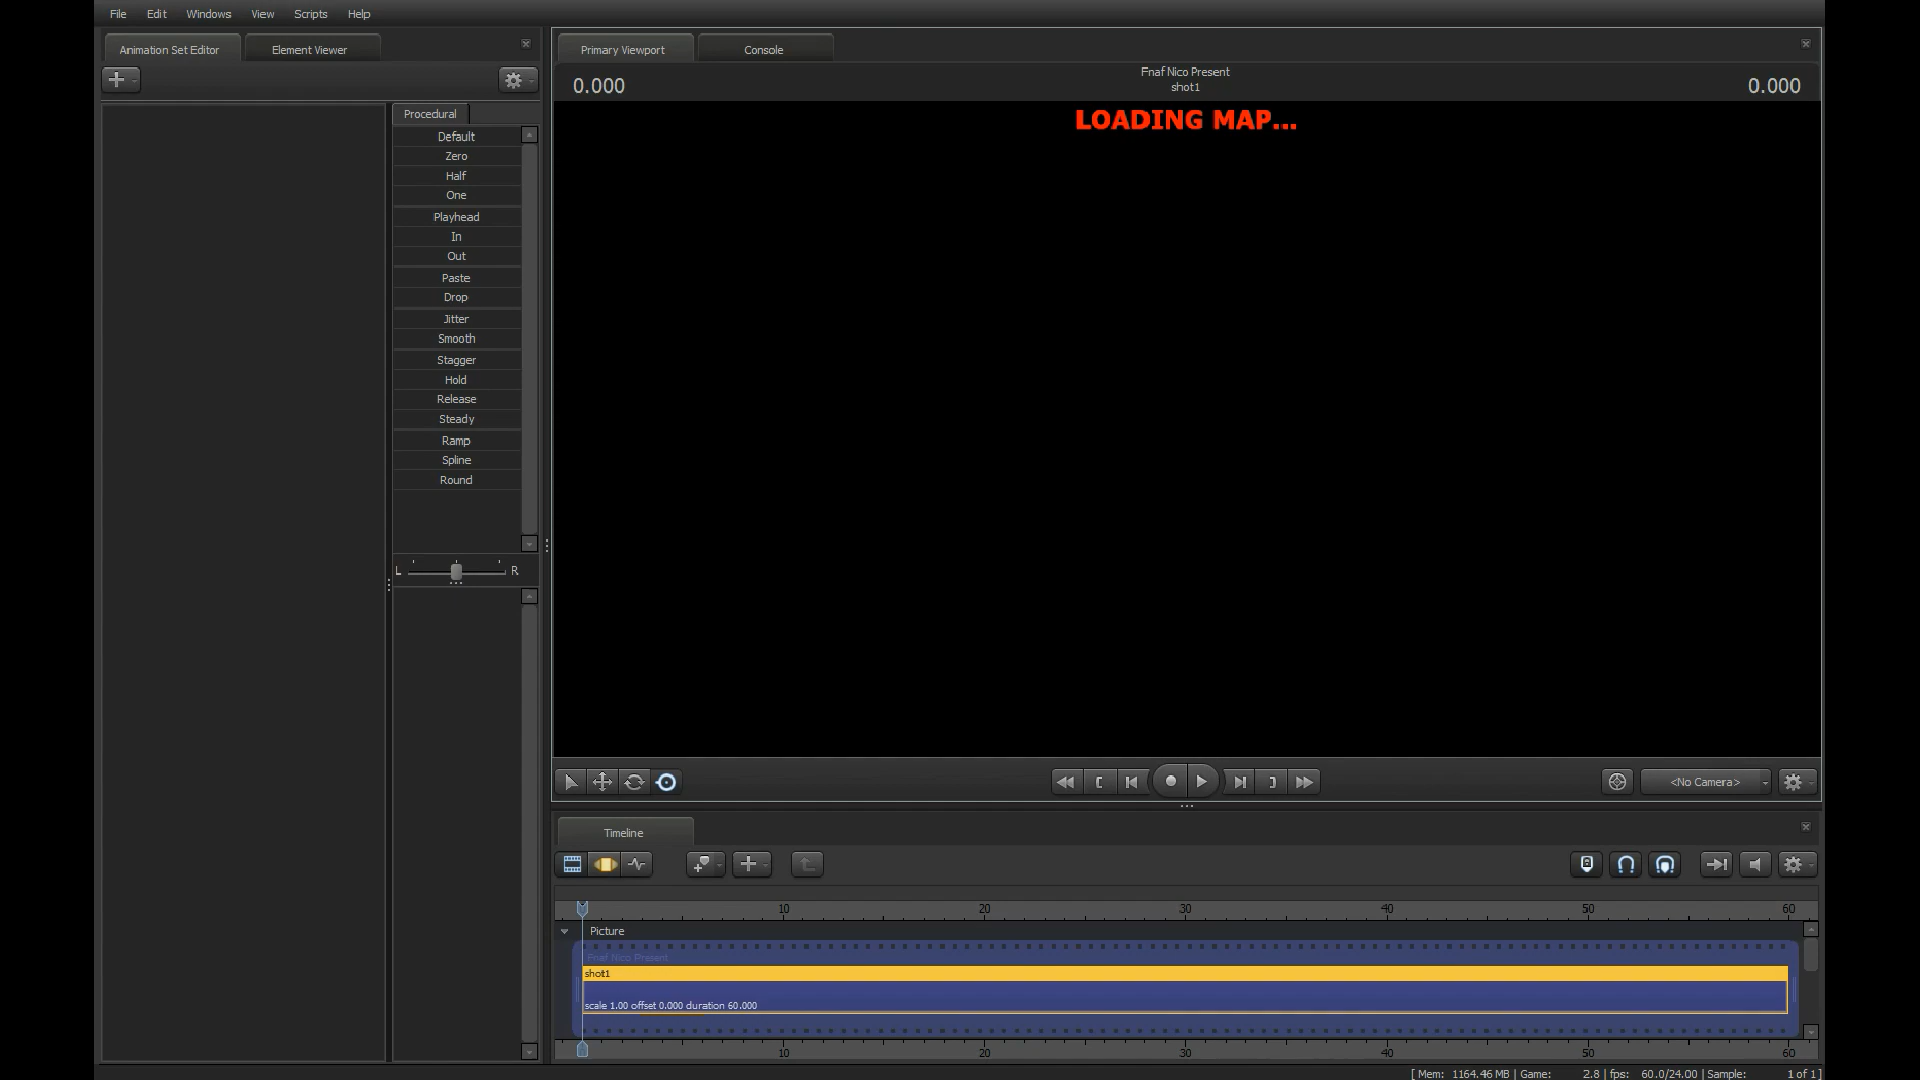 File Edit Windows View Scripts Help
Animation Set Editor Element Viewer
Primary Viewport Console
0.000
Fnaf Nico Present
shot1
0.000
LOADING MAP...
Procedural
Default
Zero
Half
One
Playhead
In
Out
Paste
Drop
Jitter
Smooth
Stagger
Hold
Release
Steady
Ramp
Spline
Round
L R
<No Camera>
Timeline
10 20 30 40 50 60
Picture
Fnaf Nico Present
shot1
scale 1.00 offset 0.000 duration 60.000
10 20 30 40 50 60
[ Mem: 1164.46 MB | Game: 2.8 | fps: 60.0/24.00 | Sample: 1 of 1 ]